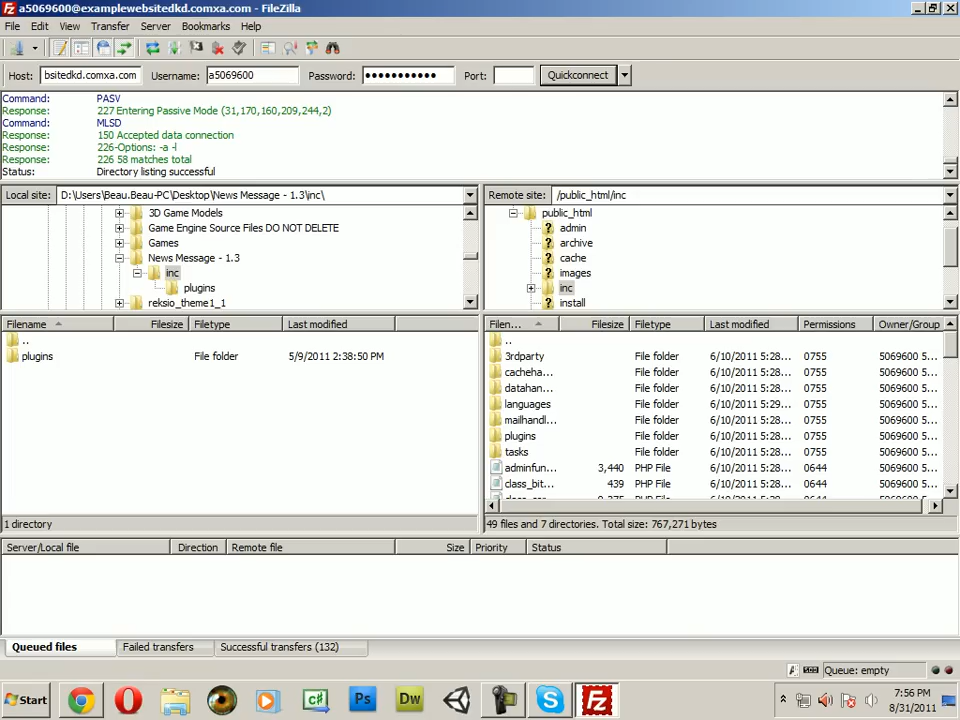 a5069600@examplewebsitedkd.comxa.com - FileZilla
File Edit View Transfer Server Bookmarks Help
Host: bsitedkd.comxa.com Username: a5069600 Password: ●●●●●●●●●●● Port: Quickconnect
Command: PASV
Response: 227 Entering Passive Mode (31,170,160,209,244,2)
Command: MLSD
Response: 150 Accepted data connection
Response: 226-Options: -a -l
Response: 226 58 matches total
Status: Directory listing successful
Local site: D:\Users\Beau.Beau-PC\Desktop\News Message - 1.3\inc\
3D Game Models
Game Engine Source Files DO NOT DELETE
Games
News Message - 1.3
inc
plugins
reksio_theme1_1
Remote site: /public_html/inc
public_html
admin
archive
cache
images
inc
install
Filename Filesize Filetype Last modified
..
plugins File folder 5/9/2011 2:38:50 PM
1 directory
Filen... Filesize Filetype Last modified Permissions Owner/Group
..
3rdparty File folder 6/10/2011 5:28... 0755 5069600 5...
cacheha... File folder 6/10/2011 5:28... 0755 5069600 5...
datahan... File folder 6/10/2011 5:28... 0755 5069600 5...
languages File folder 6/10/2011 5:29... 0755 5069600 5...
mailhandl... File folder 6/10/2011 5:28... 0755 5069600 5...
plugins File folder 6/10/2011 5:28... 0755 5069600 5...
tasks File folder 6/10/2011 5:28... 0755 5069600 5...
adminfun... 3,440 PHP File 6/10/2011 5:28... 0644 5069600 5...
class_bit... 439 PHP File 6/10/2011 5:28... 0644 5069600 5...
49 files and 7 directories. Total size: 767,271 bytes
Server/Local file Direction Remote file Size Priority Status
Queued files Failed transfers Successful transfers (132)
Queue: empty
Start Ps Dw
7:56 PM
8/31/2011